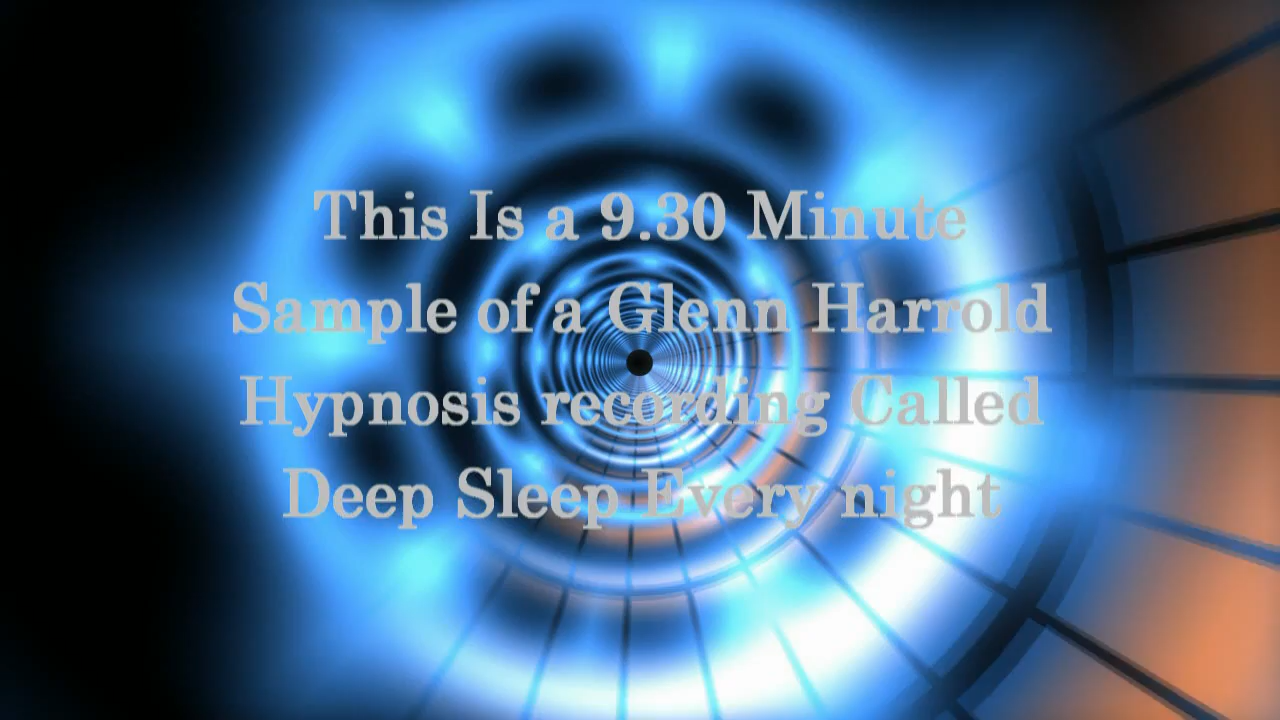 This Is a 9.30 Minute
Sample of a Glenn Harrold
Hypnosis recording Called
Deep Sleep Every night